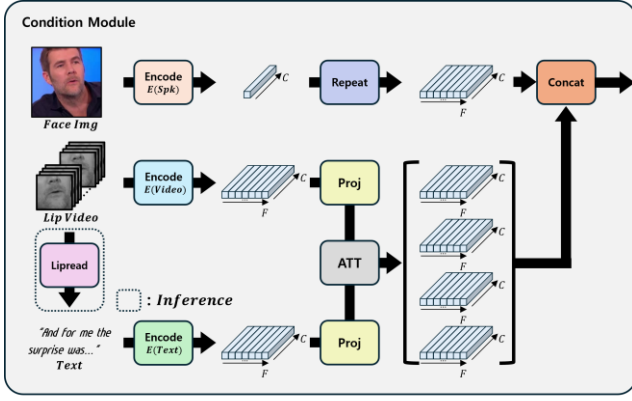 Condition Module
Face Img
Encode
E(Spk)
C
Repeat
C
F
Concat
Lip Video
Encode
E(Video)
C
... F
Proj
Lipread
: Inference
ATT
"And for me the
surprise was..."
Text
Encode
E(Text)
C
... F
Proj
C
... F
C
... F
C
... F
C
... F